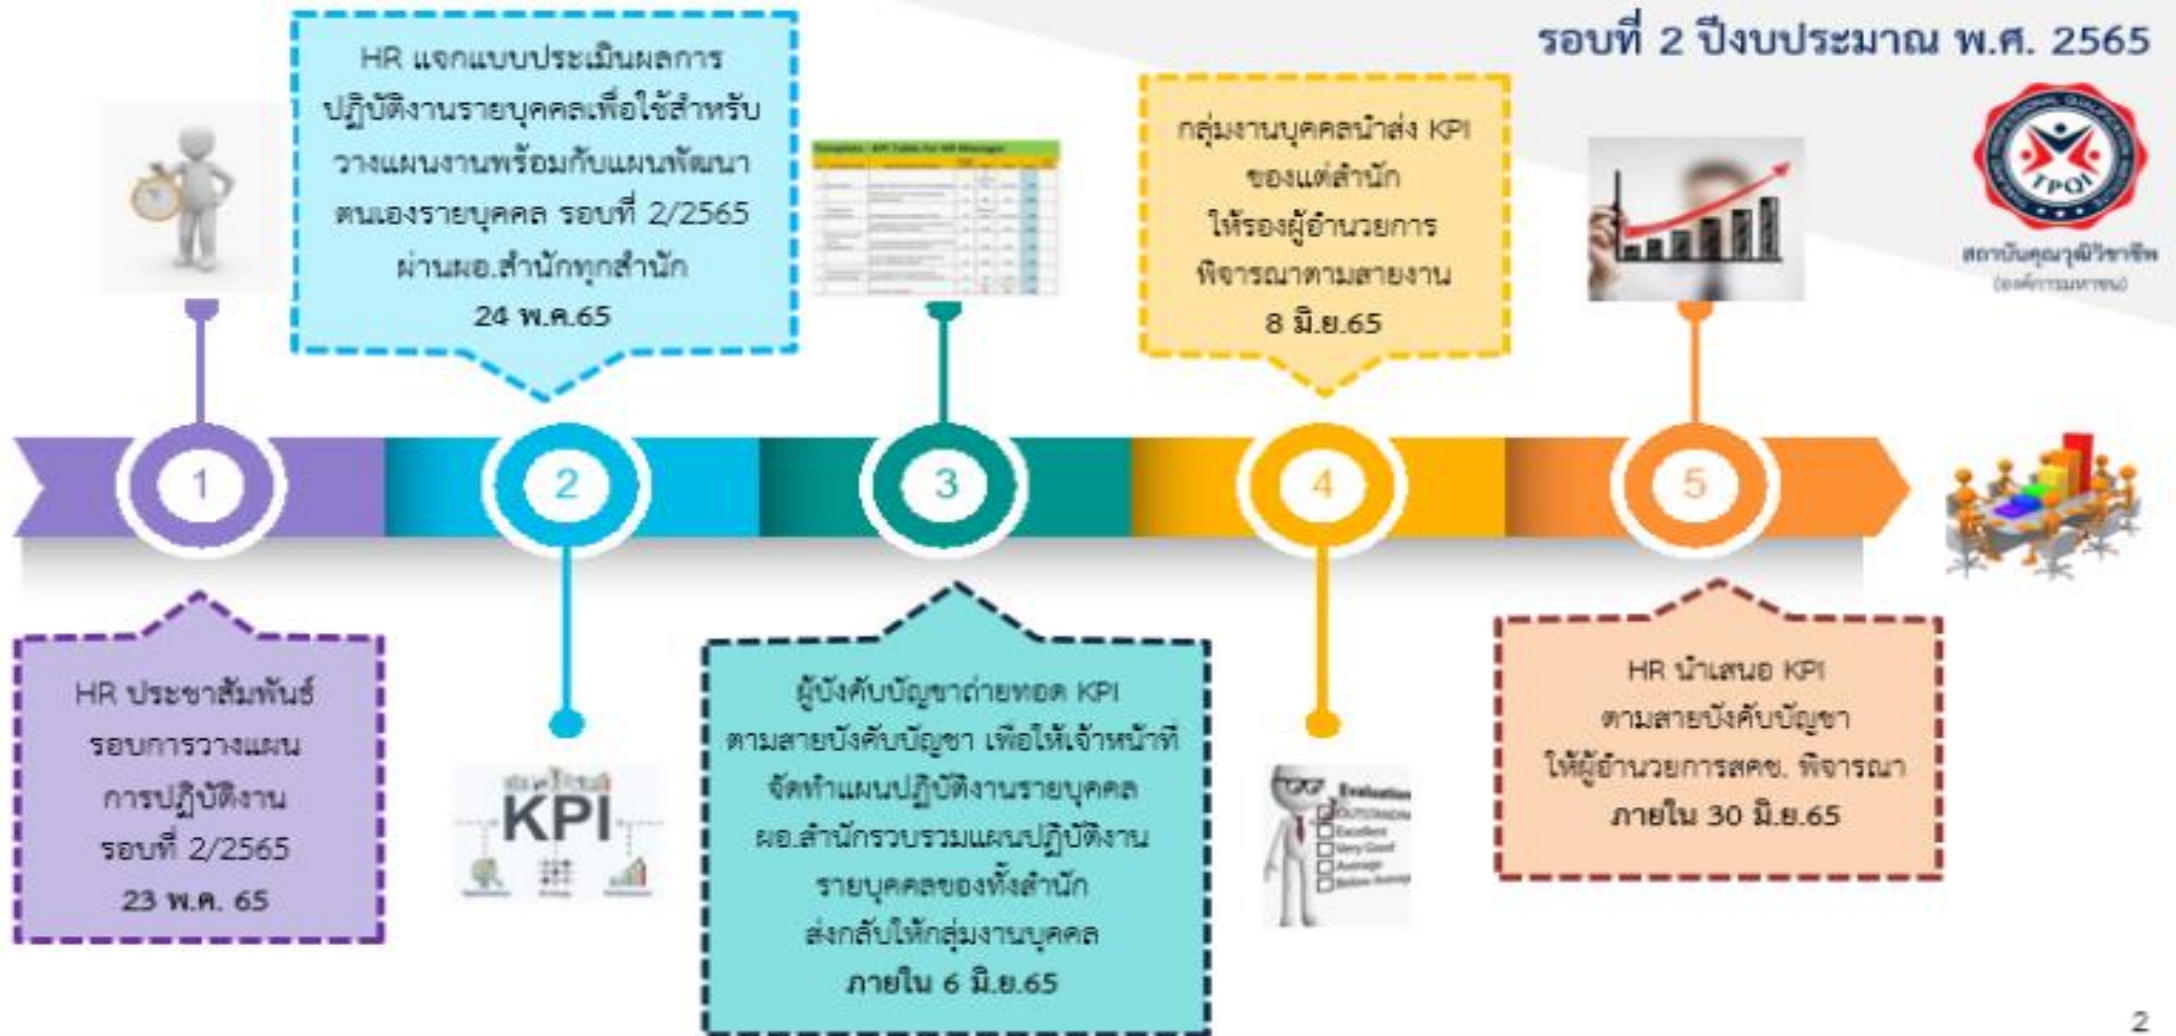 รอบที่ 2 ปีงบประมาณ พ.ศ. 2565
TPQI
สถาบันคุณวุฒิวิชาชีพ
(องค์การมหาชน)
1
HR ประชาสัมพันธ์
รอบการวางแผน
การปฏิบัติงาน
รอบที่ 2/2565
23 พ.ค. 65
2
HR แจกแบบประเมินผลการ
ปฏิบัติงานรายบุคคลเพื่อใช้สำหรับ
วางแผนงานพร้อมกับแผนพัฒนา
ตนเองรายบุคคล รอบที่ 2/2565
ผ่านผอ.สำนักทุกสำนัก
24 พ.ค.65
KPI
3
Template - KPI Table for HR Manager
ผู้บังคับบัญชาถ่ายทอด KPI
ตามสายบังคับบัญชา เพื่อให้เจ้าหน้าที่
จัดทำแผนปฏิบัติงานรายบุคคล
ผอ.สำนักรวบรวมแผนปฏิบัติงาน
รายบุคคลของทั้งสำนัก
ส่งกลับให้กลุ่มงานบุคคล
ภายใน 6 มิ.ย.65
4
กลุ่มงานบุคคลนำส่ง KPI
ของแต่สำนัก
ให้รองผู้อำนวยการ
พิจารณาตามสายงาน
8 มิ.ย.65
Evaluation
Excellent
Very Good
Average
5
HR นำเสนอ KPI
ตามสายบังคับบัญชา
ให้ผู้อำนวยการสคช. พิจารณา
ภายใน 30 มิ.ย.65
2